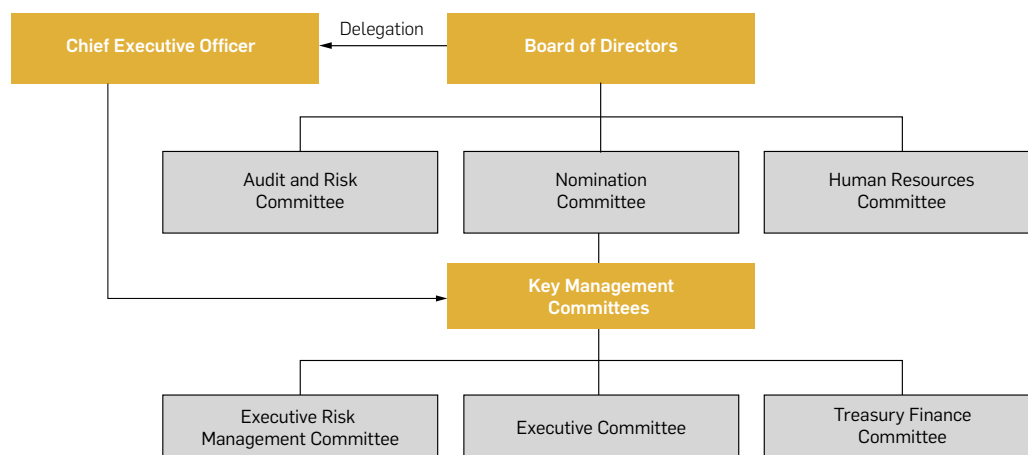 Chief Executive Officer
Delegation
Board of Directors
Audit and Risk
Committee
Nomination
Committee
Human Resources
Committee
Key Management
Committees
Executive Risk
Management Committee
Executive Committee
Treasury Finance
Committee